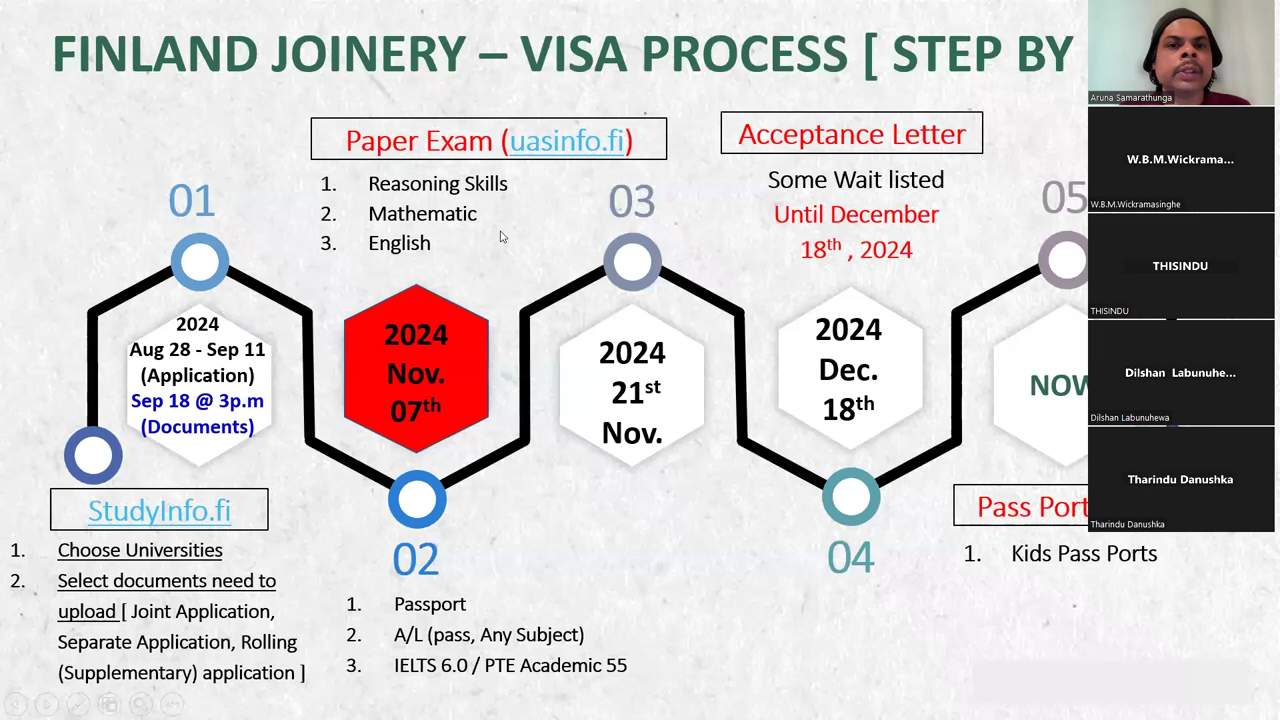 FINLAND JOINERY – VISA PROCESS [ STEP BY
Paper Exam (uasinfo.fi)
1. Reasoning Skills
2. Mathematic
3. English
Acceptance Letter
Some Wait listed
Until December
18th , 2024
01
03
05
2024
Aug 28 - Sep 11
(Application)
Sep 18 @ 3p.m
(Documents)
2024
Nov.
07th
2024
21st
Nov.
2024
Dec.
18th
NOW
StudyInfo.fi
1. Choose Universities
2. Select documents need to
upload [ Joint Application,
Separate Application, Rolling
(Supplementary) application ]
02
1. Passport
2. A/L (pass, Any Subject)
3. IELTS 6.0 / PTE Academic 55
04
Pass Port
1. Kids Pass Ports
Aruna Samarathunga
W.B.M.Wickrama...
W.B.M.Wickramasinghe
THISINDU
THISINDU
Dilshan Labunuhe...
Dilshan Labunuhewa
Tharindu Danushka
Tharindu Danushka